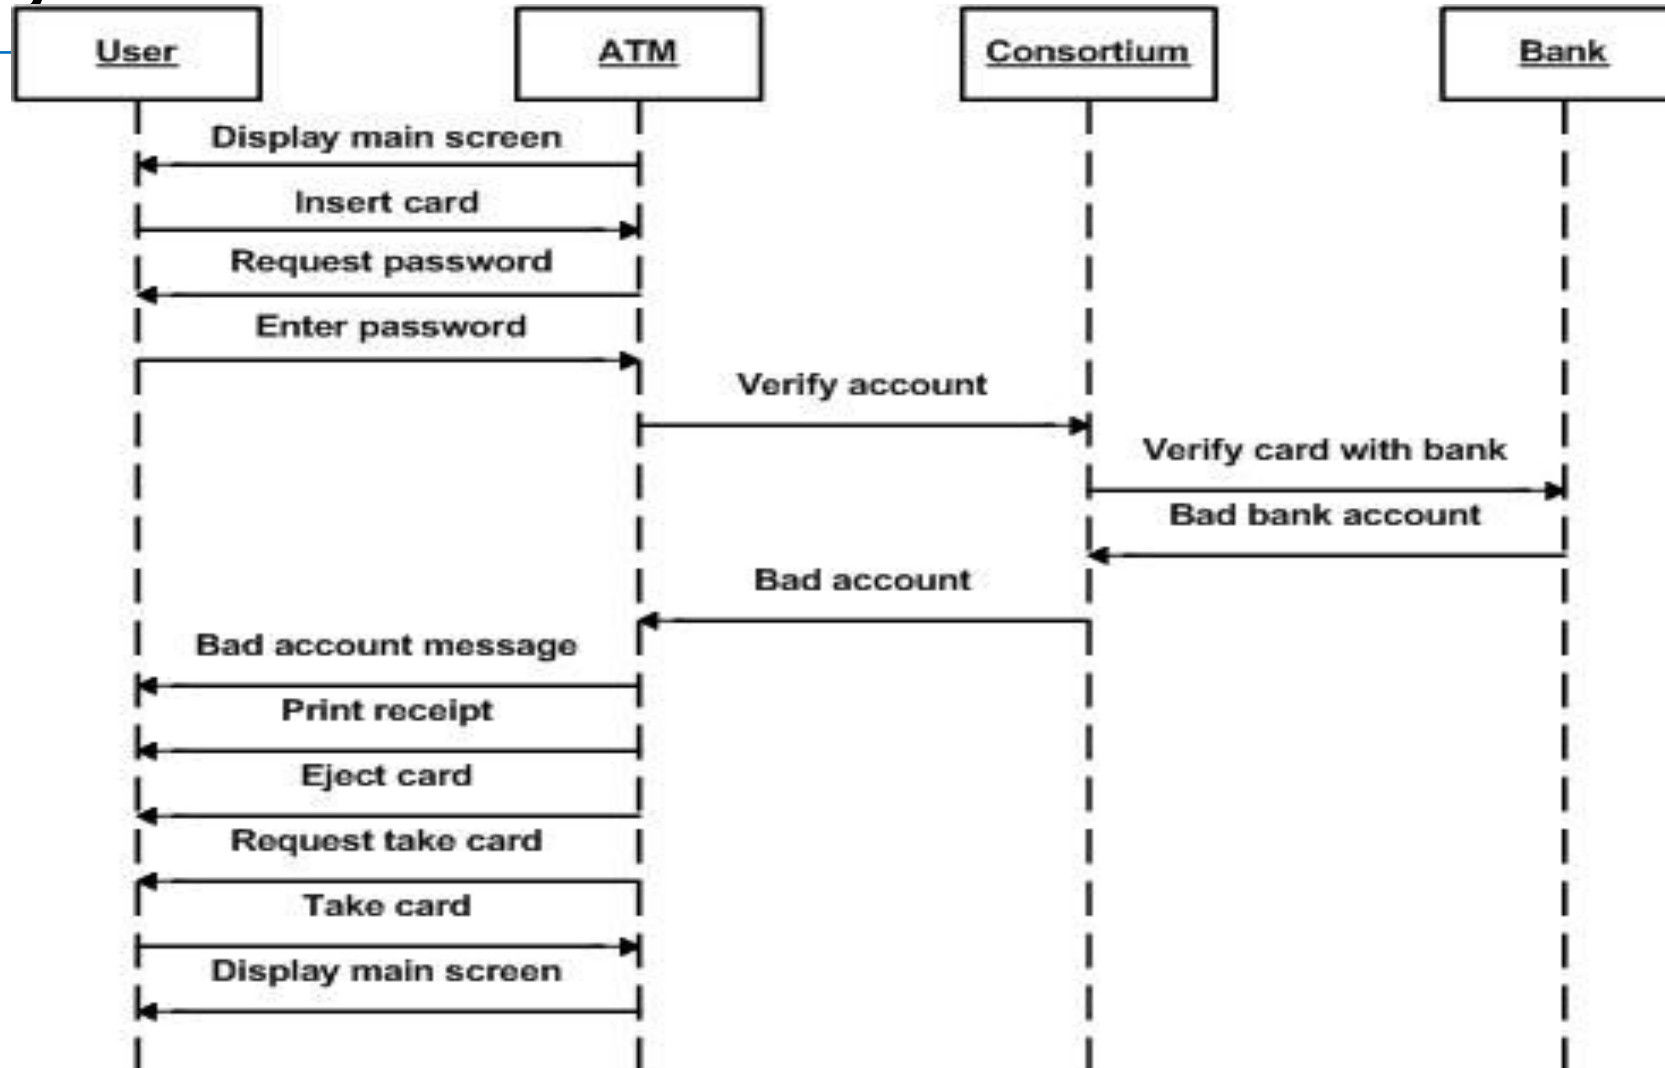 User
ATM
Consortium
Bank
Display main screen
Insert card
Request password
Enter password
Verify account
Verify card with bank
Bad bank account
Bad account
Bad account message
Print receipt
Eject card
Request take card
Take card
Display main screen